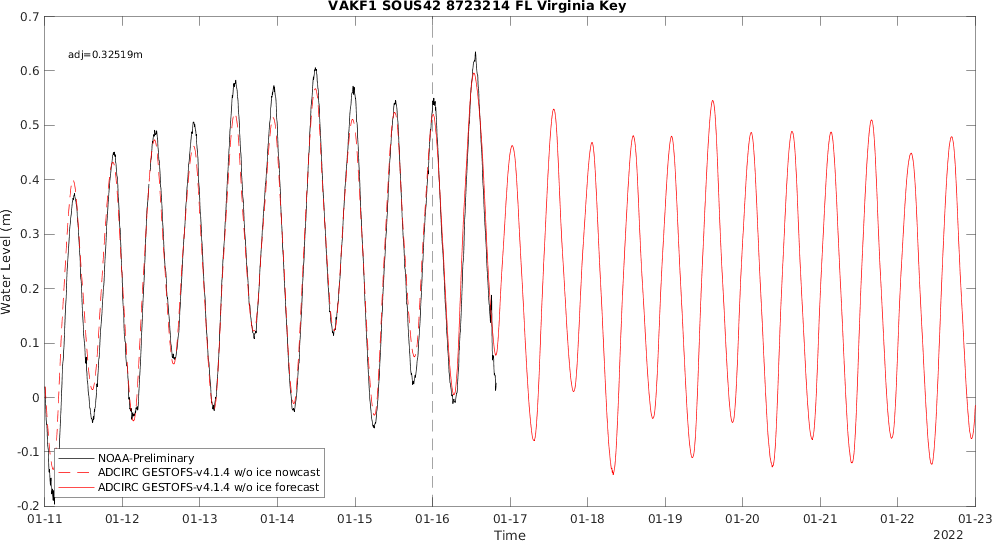 VAKF1 SOUS42 8723214 FL Virginia Key
adj=0.32519m
Water Level (m)
0.7
0.6
0.5
0.4
0.3
0.2
0.1
0
-0.1
-0.2
NOAA-Preliminary
ADCIRC GESTOFS-v4.1.4 w/o ice nowcast
ADCIRC GESTOFS-v4.1.4 w/o ice forecast
01-11 01-12 01-13 01-14 01-15 01-16 01-17 01-18 01-19 01-20 01-21 01-22 01-23
Time
2022